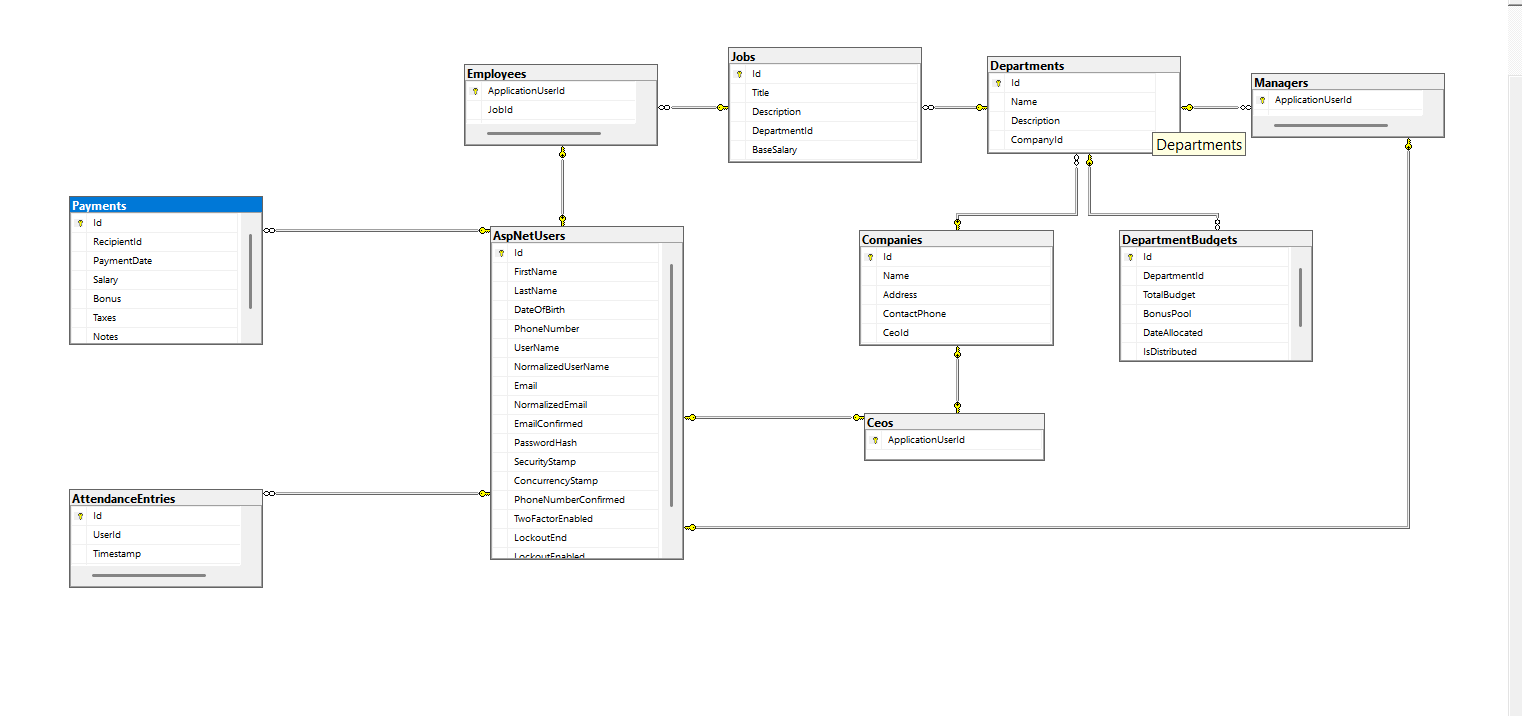 Employees
ApplicationUserId
JobId
Jobs
Id
Title
Description
DepartmentId
BaseSalary
Departments
Id
Name
Description
CompanyId
Departments
Managers
ApplicationUserId
Payments
Id
RecipientId
PaymentDate
Salary
Bonus
Taxes
Notes
AspNetUsers
Id
FirstName
LastName
DateOfBirth
PhoneNumber
UserName
NormalizedUserName
Email
NormalizedEmail
EmailConfirmed
PasswordHash
SecurityStamp
ConcurrencyStamp
PhoneNumberConfirmed
TwoFactorEnabled
LockoutEnd
LockoutEnabled
Companies
Id
Name
Address
ContactPhone
CeoId
DepartmentBudgets
Id
DepartmentId
TotalBudget
BonusPool
DateAllocated
IsDistributed
Ceos
ApplicationUserId
AttendanceEntries
Id
UserId
Timestamp